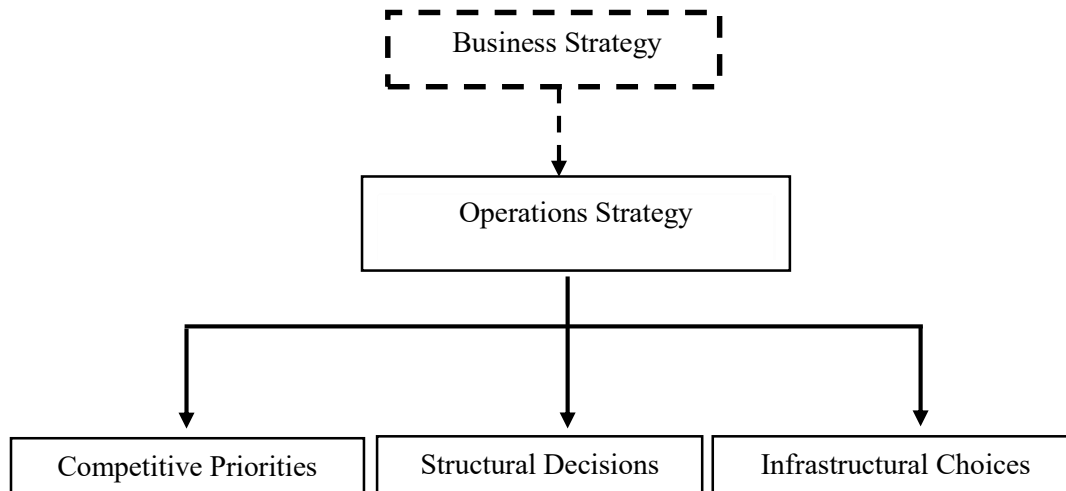 Business Strategy
Operations Strategy
Competitive Priorities
Structural Decisions
Infrastructural Choices